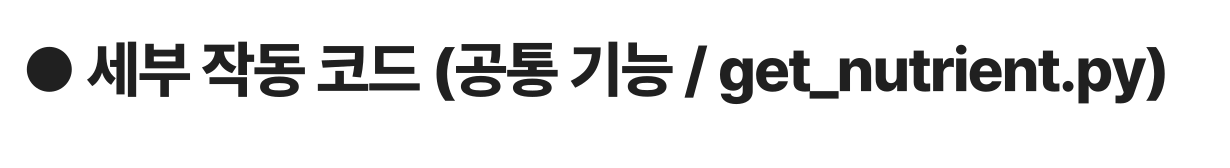 ● 세부 작동 코드 (공통 기능 / get_nutrient.py)